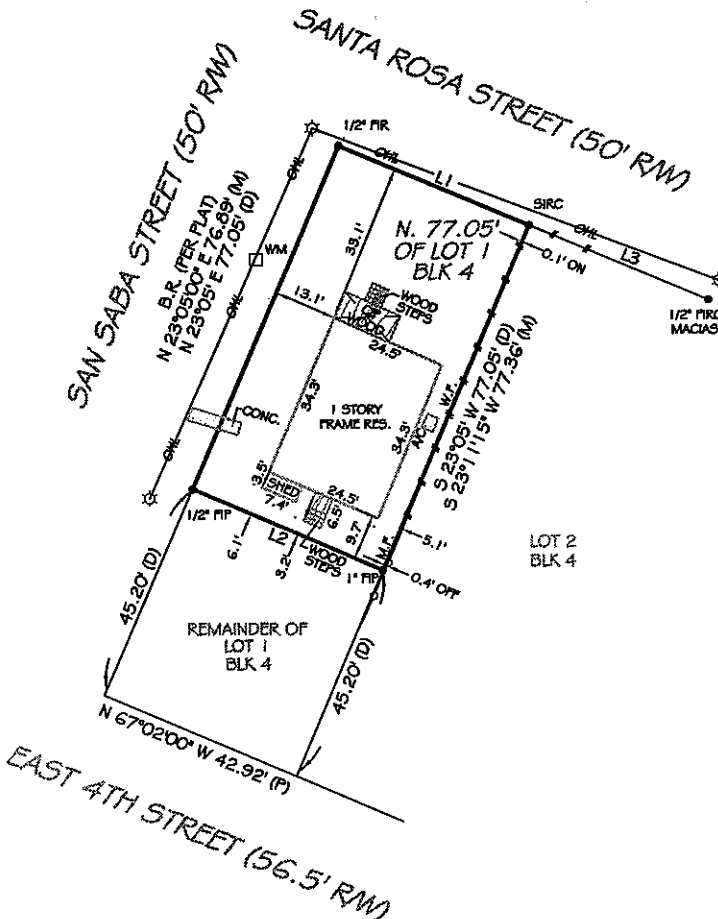 SANTA ROSA STREET (50' R/W)
SAN SABA STREET (50' R/W)
1/2" FIR
OHL
L1
SIRC
OHL
L3
0.1' ON
1/2" FIRC
MACIAS
OHL
WM
B.R. (PER PLAT)
N 23°05'00" E 76.89' (M)
N 23°05' E 77.05' (D)
OHL
OHL
39.1'
N. 77.05'
OF LOT 1
BLK 4
WOOD
STEPS
WOOD
13.1'
24.5'
34.3'
1 STORY
FRAME RES.
34.3'
A/C
W.F.
S 23°05' W 77.05' (D)
S 23°11'15" W 77.36' (M)
CONC.
3.5'
SHED
7.4'
24.5'
6.5'
9.7'
M.F.
5.1'
1/2" FIP
6.1'
L2
3.2'
WOOD
STEPS
1" FIP
0.4' OFF
LOT 2
BLK 4
45.20' (D)
REMAINDER OF
LOT 1
BLK 4
45.20' (D)
N 67°02'00" W 42.92' (P)
EAST 4TH STREET (56.5' R/W)